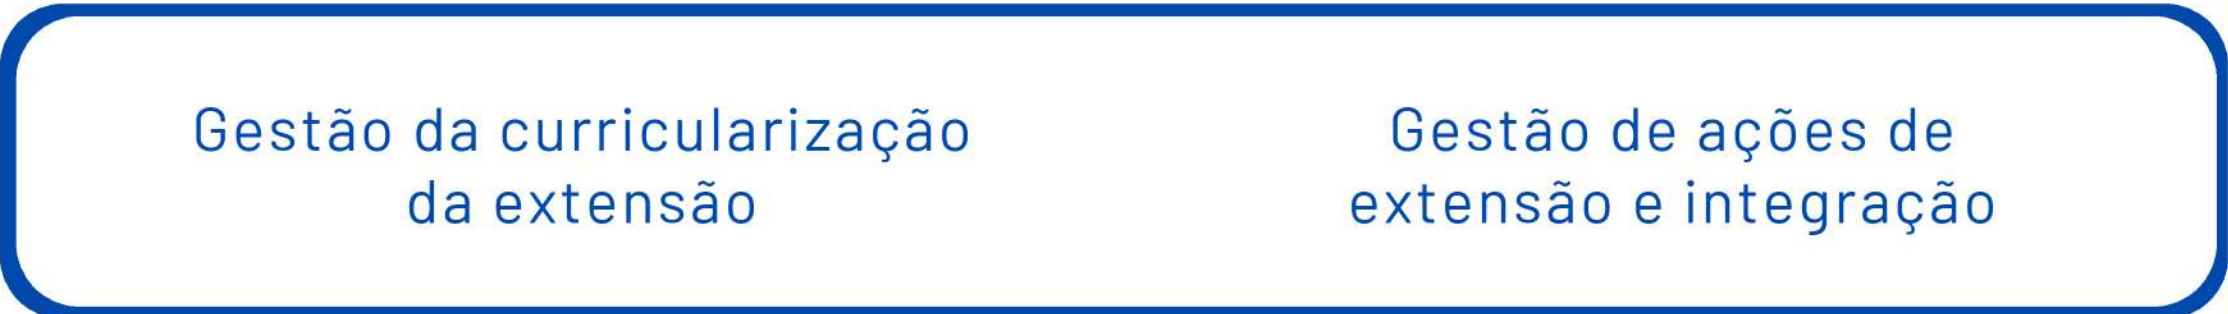 Gestão da curricularização
da extensão
Gestão de ações de
extensão e integração